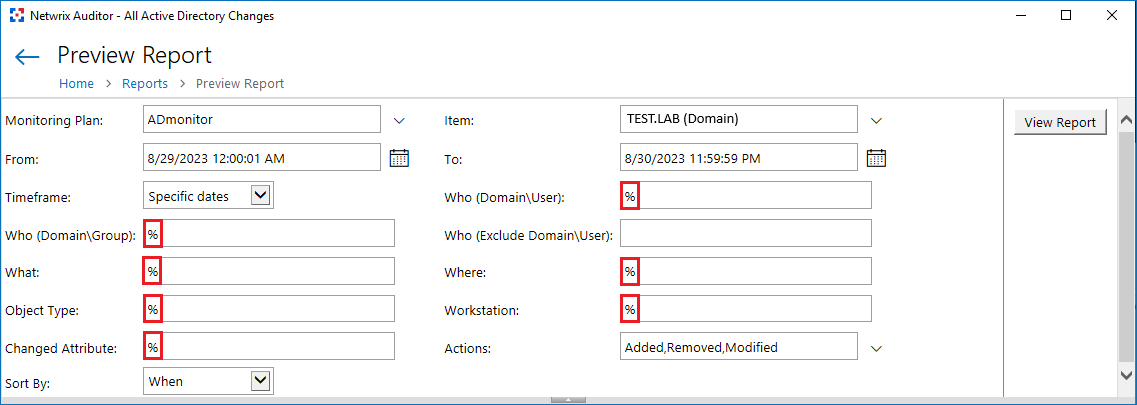 Netwrix Auditor - All Active Directory Changes
Preview Report
Home > Reports > Preview Report
Monitoring Plan: ADmonitor Item: TEST.LAB (Domain) View Report
From: 8/29/2023 12:00:01 AM To: 8/30/2023 11:59:59 PM
Timeframe: Specific dates Who (Domain\User): %
Who (Domain\Group): % Who (Exclude Domain\User):
What: % Where: %
Object Type: % Workstation: %
Changed Attribute: % Actions: Added,Removed,Modified
Sort By: When